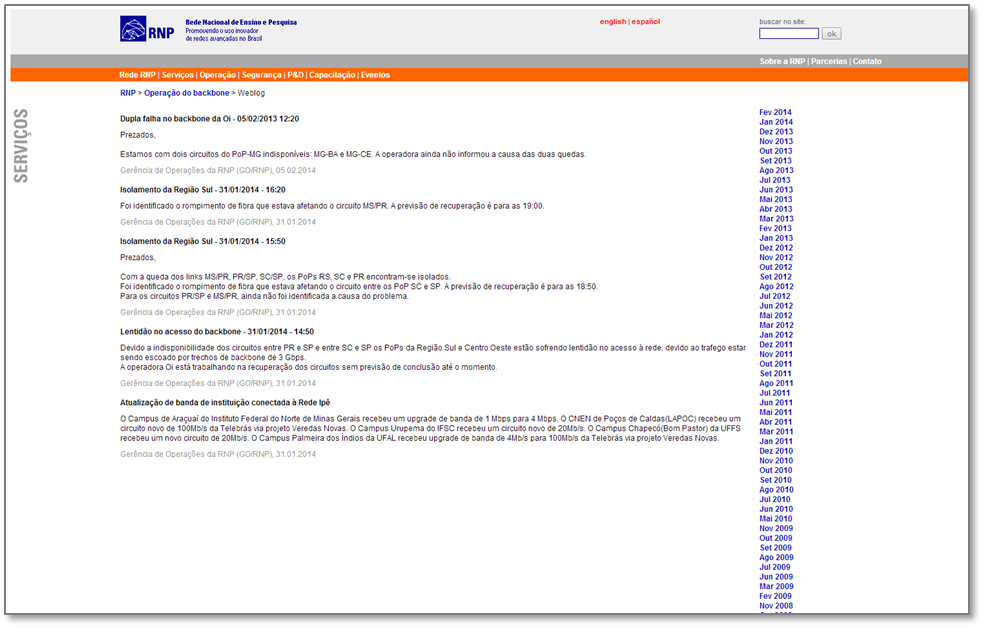 RNP
Rede Nacional de Ensino e Pesquisa
Promovendo o uso inovador
de redes avançadas no Brasil
english | español
buscar no site:
ok
Sobre a RNP | Parcerias | Contato
Rede RNP | Serviços | Operação | Segurança | P&D | Capacitação | Eventos
SERVIÇOS
RNP > Operação do backbone > Weblog
Dupla falha no backbone da Oi - 05/02/2013 12:20
Prezados,
Estamos com dois circuitos do PoP-MG indisponíveis: MG-BA e MG-CE. A operadora ainda não informou a causa das duas quedas.
Gerência de Operações da RNP (GO/RNP), 05.02.2014
Isolamento da Região Sul - 31/01/2014 - 16:20
Foi identificado o rompimento de fibra que estava afetando o circuito MS/PR. A previsão de recuperação é para as 19:00.
Gerência de Operações da RNP (GO/RNP), 31.01.2014
Isolamento da Região Sul - 31/01/2014 - 15:50
Prezados,
Com a queda dos links MS/PR, PR/SP, SC/SP, os PoPs RS, SC e PR encontram-se isolados.
Foi identificado o rompimento de fibra que estava afetando o circuito entre os PoP SC e SP. A previsão de recuperação é para as 18:50.
Para os circuitos PR/SP e MS/PR, ainda não foi identificada a causa do problema.
Gerência de Operações da RNP (GO/RNP), 31.01.2014
Lentidão no acesso do backbone - 31/01/2014 - 14:50
Devido a indisponibilidade dos circuitos entre PR e SP e entre SC e SP os PoPs da Região Sul e Centro Oeste estão sofrendo lentidão no acesso à rede, devido ao trafego estar
sendo escoado por trechos de backbone de 3 Gbps.
A operadora Oi está trabalhando na recuperação dos circuitos sem previsão de conclusão até o momento.
Gerência de Operações da RNP (GO/RNP), 31.01.2014
Atualização de banda de instituição conectada à Rede Ipê
O Campus de Araçuaí do Instituto Federal do Norte de Minas Gerais recebeu um upgrade de banda de 1 Mbps para 4 Mbps. O CNEN de Poços de Caldas(LAPOC) recebeu um
circuito novo de 100Mb/s da Telebrás via projeto Veredas Novas. O Campus Urupema do IFSC recebeu um circuito novo de 20Mb/s. O Campus Chapecó(Bom Pastor) da UFFS
recebeu um novo circuito de 20Mb/s. O Campus Palmeira dos Índios da UFAL recebeu upgrade de banda de 4Mb/s para 100Mb/s da Telebrás via projeto Veredas Novas.
Gerência de Operações da RNP (GO/RNP), 31.01.2014
Fev 2014
Jan 2014
Dez 2013
Nov 2013
Out 2013
Set 2013
Ago 2013
Jul 2013
Jun 2013
Mai 2013
Abr 2013
Mar 2013
Fev 2013
Jan 2013
Dez 2012
Nov 2012
Out 2012
Set 2012
Ago 2012
Jul 2012
Jun 2012
Mai 2012
Mar 2012
Jan 2012
Dez 2011
Nov 2011
Out 2011
Set 2011
Ago 2011
Jul 2011
Jun 2011
Mai 2011
Abr 2011
Mar 2011
Jan 2011
Dez 2010
Nov 2010
Out 2010
Set 2010
Ago 2010
Jul 2010
Jun 2010
Mai 2010
Nov 2009
Out 2009
Set 2009
Ago 2009
Jul 2009
Jun 2009
Mar 2009
Fev 2009
Nov 2008